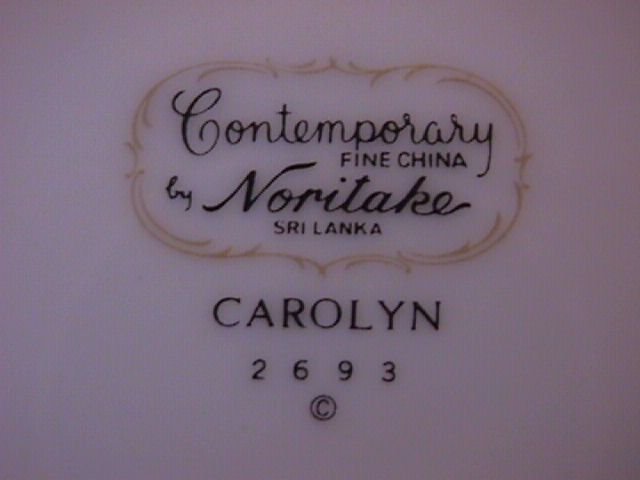 Contemporary
FINE CHINA
by Noritake
SRI LANKA
CAROLYN
2693
©